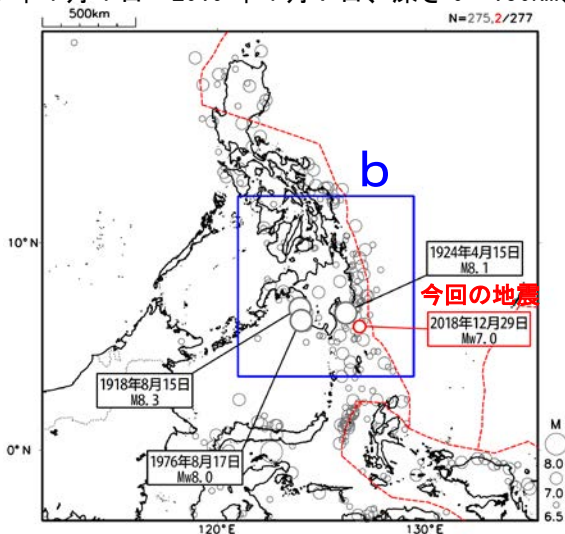 500km
N=275,2/277
b
10°N
1924年4月15日
M8.1
今回の地震
2018年12月29日
Mw7.0
1918年8月15日
M8.3
1976年8月17日
Mw8.0
0°N
M
8.0
7.0
6.5
120°E
130°E